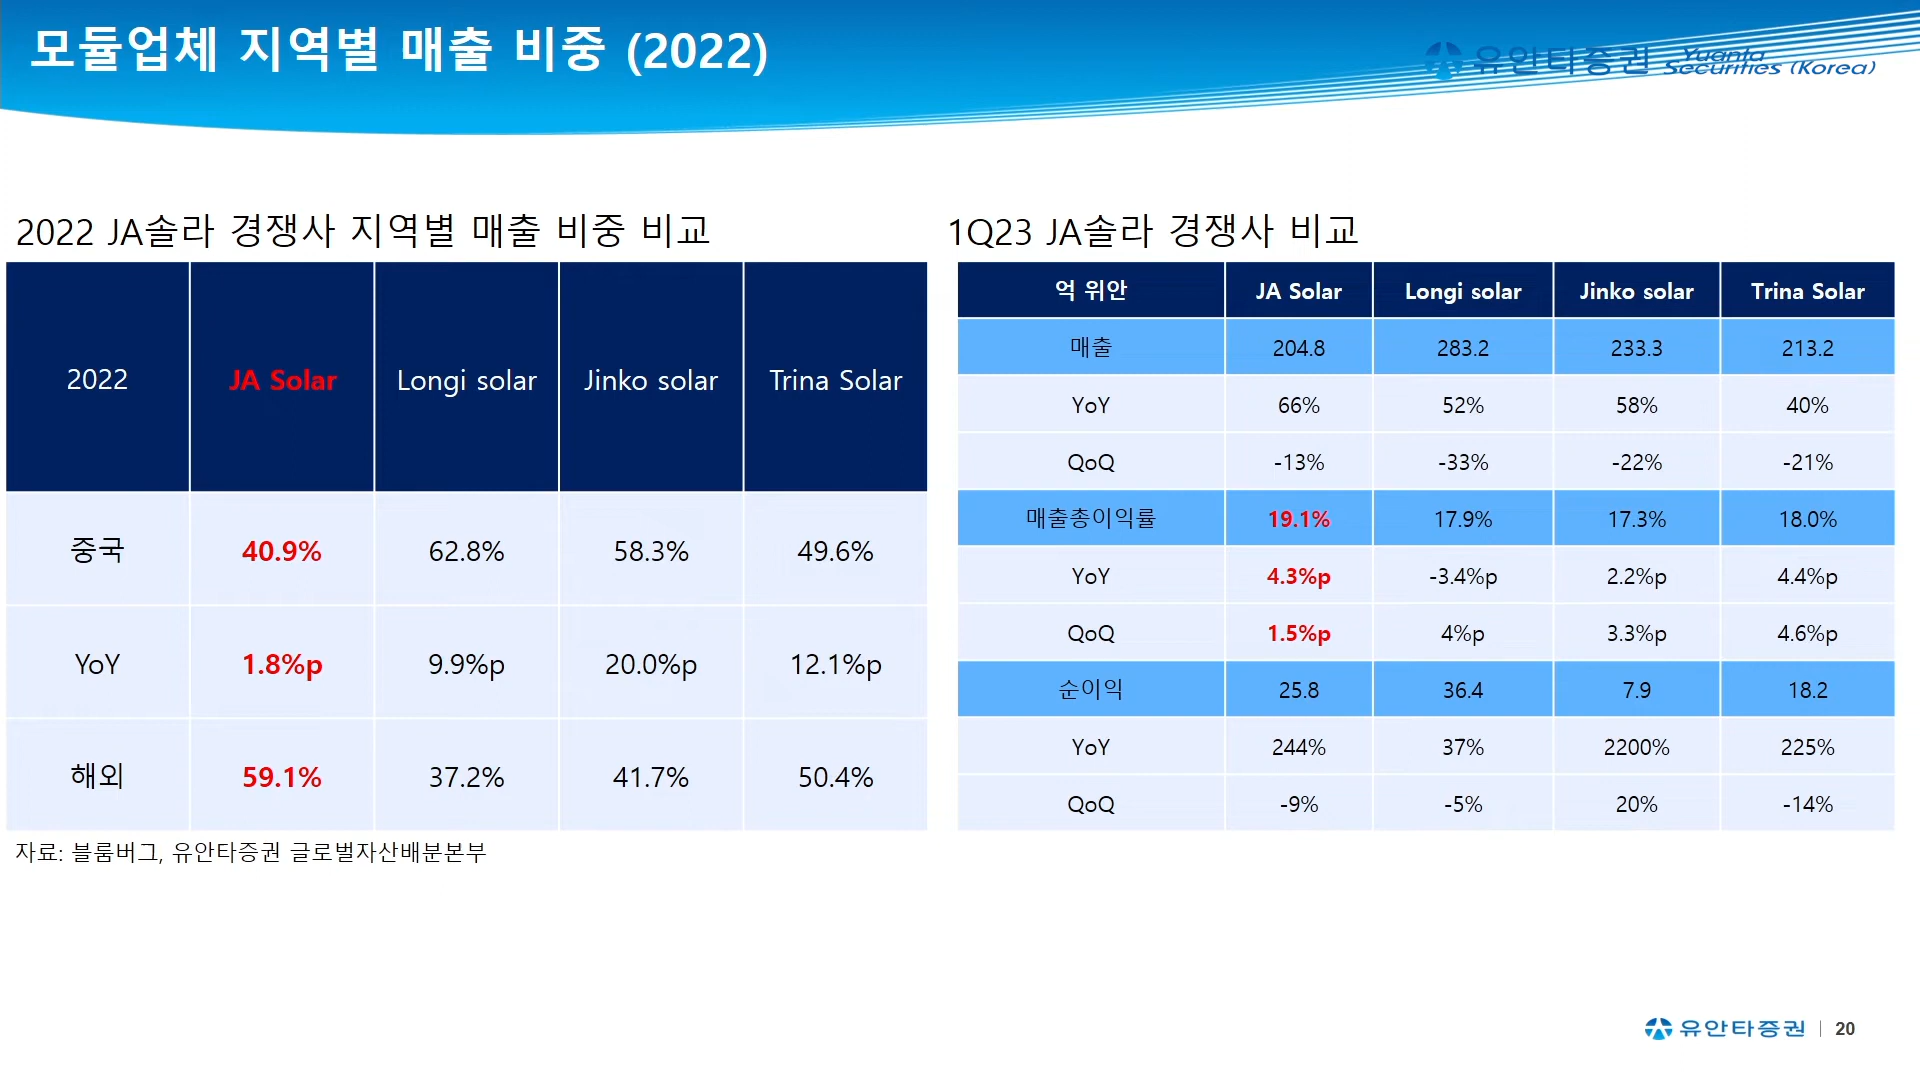 모듈업체 지역별 매출 비중 (2022)
유안타증권 Yuanta Securities (Korea)
2022 JA솔라 경쟁사 지역별 매출 비중 비교
2022 JA Solar Longi solar Jinko solar Trina Solar
중국 40.9% 62.8% 58.3% 49.6%
YoY 1.8%p 9.9%p 20.0%p 12.1%p
해외 59.1% 37.2% 41.7% 50.4%
자료: 블룸버그, 유안타증권 글로벌자산배분본부
1Q23 JA솔라 경쟁사 비교
억 위안 JA Solar Longi solar Jinko solar Trina Solar
매출 204.8 283.2 233.3 213.2
YoY 66% 52% 58% 40%
QoQ -13% -33% -22% -21%
매출총이익률 19.1% 17.9% 17.3% 18.0%
YoY 4.3%p -3.4%p 2.2%p 4.4%p
QoQ 1.5%p 4%p 3.3%p 4.6%p
순이익 25.8 36.4 7.9 18.2
YoY 244% 37% 2200% 225%
QoQ -9% -5% 20% -14%
유안타증권 | 20